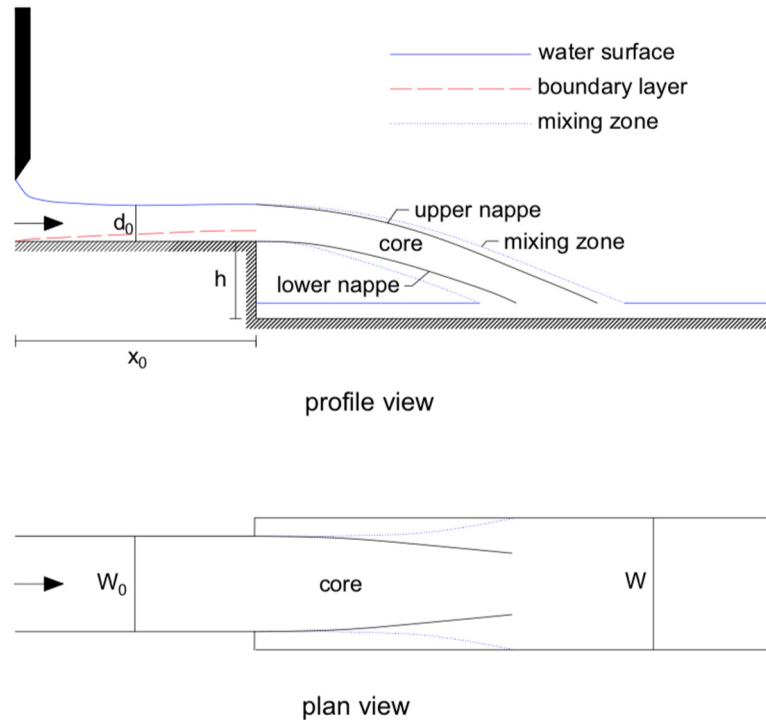 water surface
boundary layer
mixing zone
d₀
upper nappe
core
mixing zone
h
lower nappe
x₀
profile view
W₀
core
W
plan view